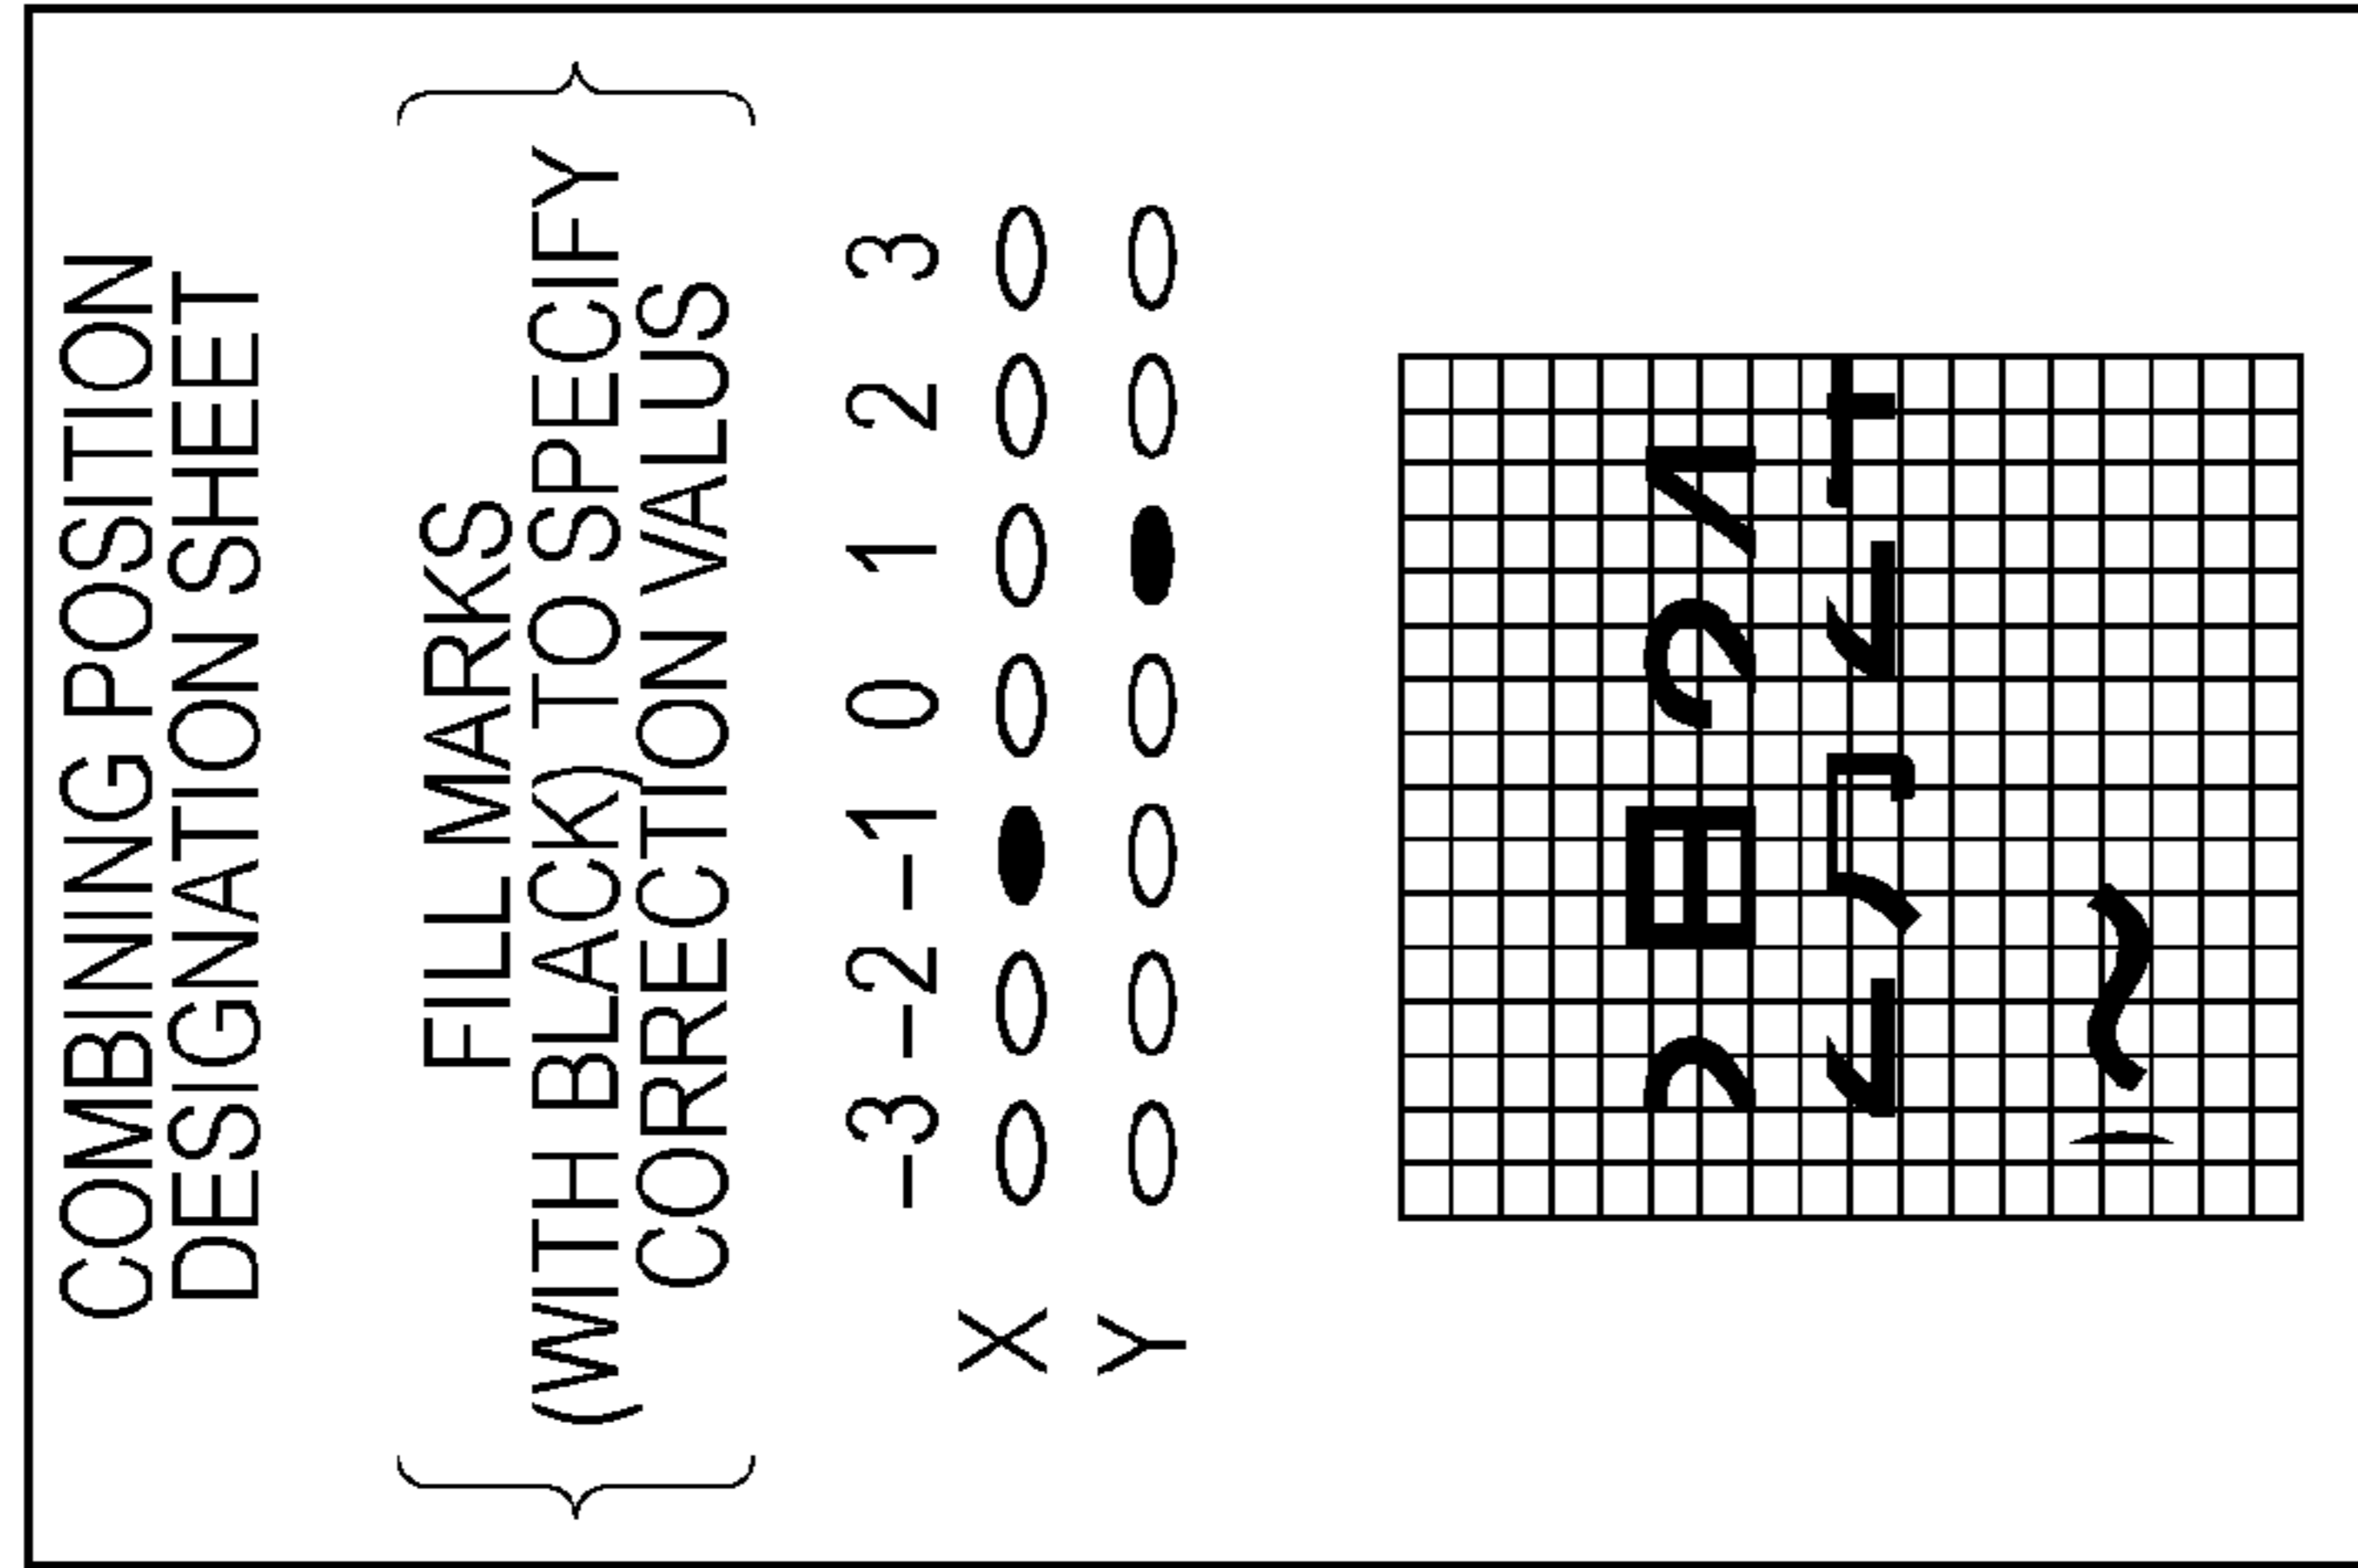 COMBINING POSITION
DESIGNATION SHEET
FILL MARKS
(WITH BLACK) TO SPECIFY
CORRECTION VALUS
-3 -2 -1 0 1 2 3
X
Y